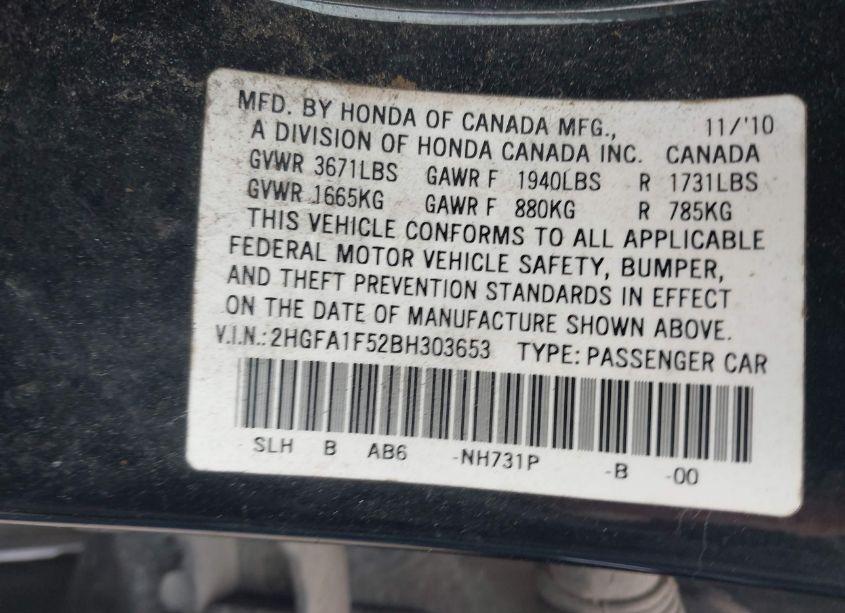 MFD. BY HONDA OF CANADA MFG., 11/'10
A DIVISION OF HONDA CANADA INC. CANADA
GVWR 3671LBS GAWR F 1940LBS R 1731LBS
GVWR 1665KG GAWR F 880KG R 785KG
THIS VEHICLE CONFORMS TO ALL APPLICABLE
FEDERAL MOTOR VEHICLE SAFETY, BUMPER,
AND THEFT PREVENTION STANDARDS IN EFFECT
ON THE DATE OF MANUFACTURE SHOWN ABOVE.
V.I.N.: 2HGFA1F52BH303653 TYPE: PASSENGER CAR
SLH B AB6 -NH731P -B -00